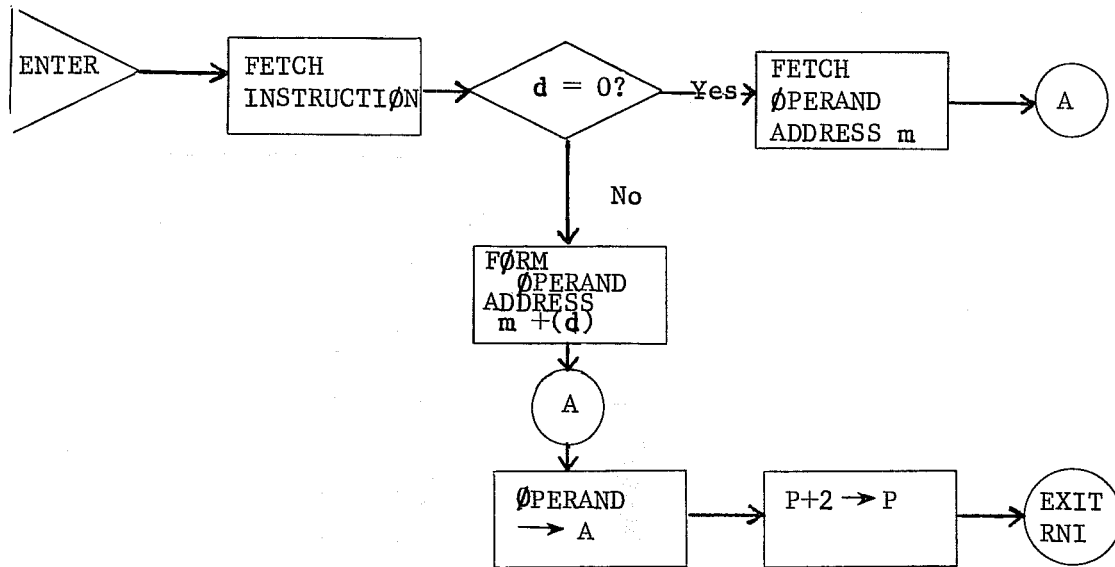 ENTER
FETCH
INSTRUCTIØN
d = 0?
Yes
FETCH
ØPERAND
ADDRESS m
A
No
FØRM
ØPERAND
ADDRESS
m +(d)
A
ØPERAND
→ A
P+2 → P
EXIT
RNI